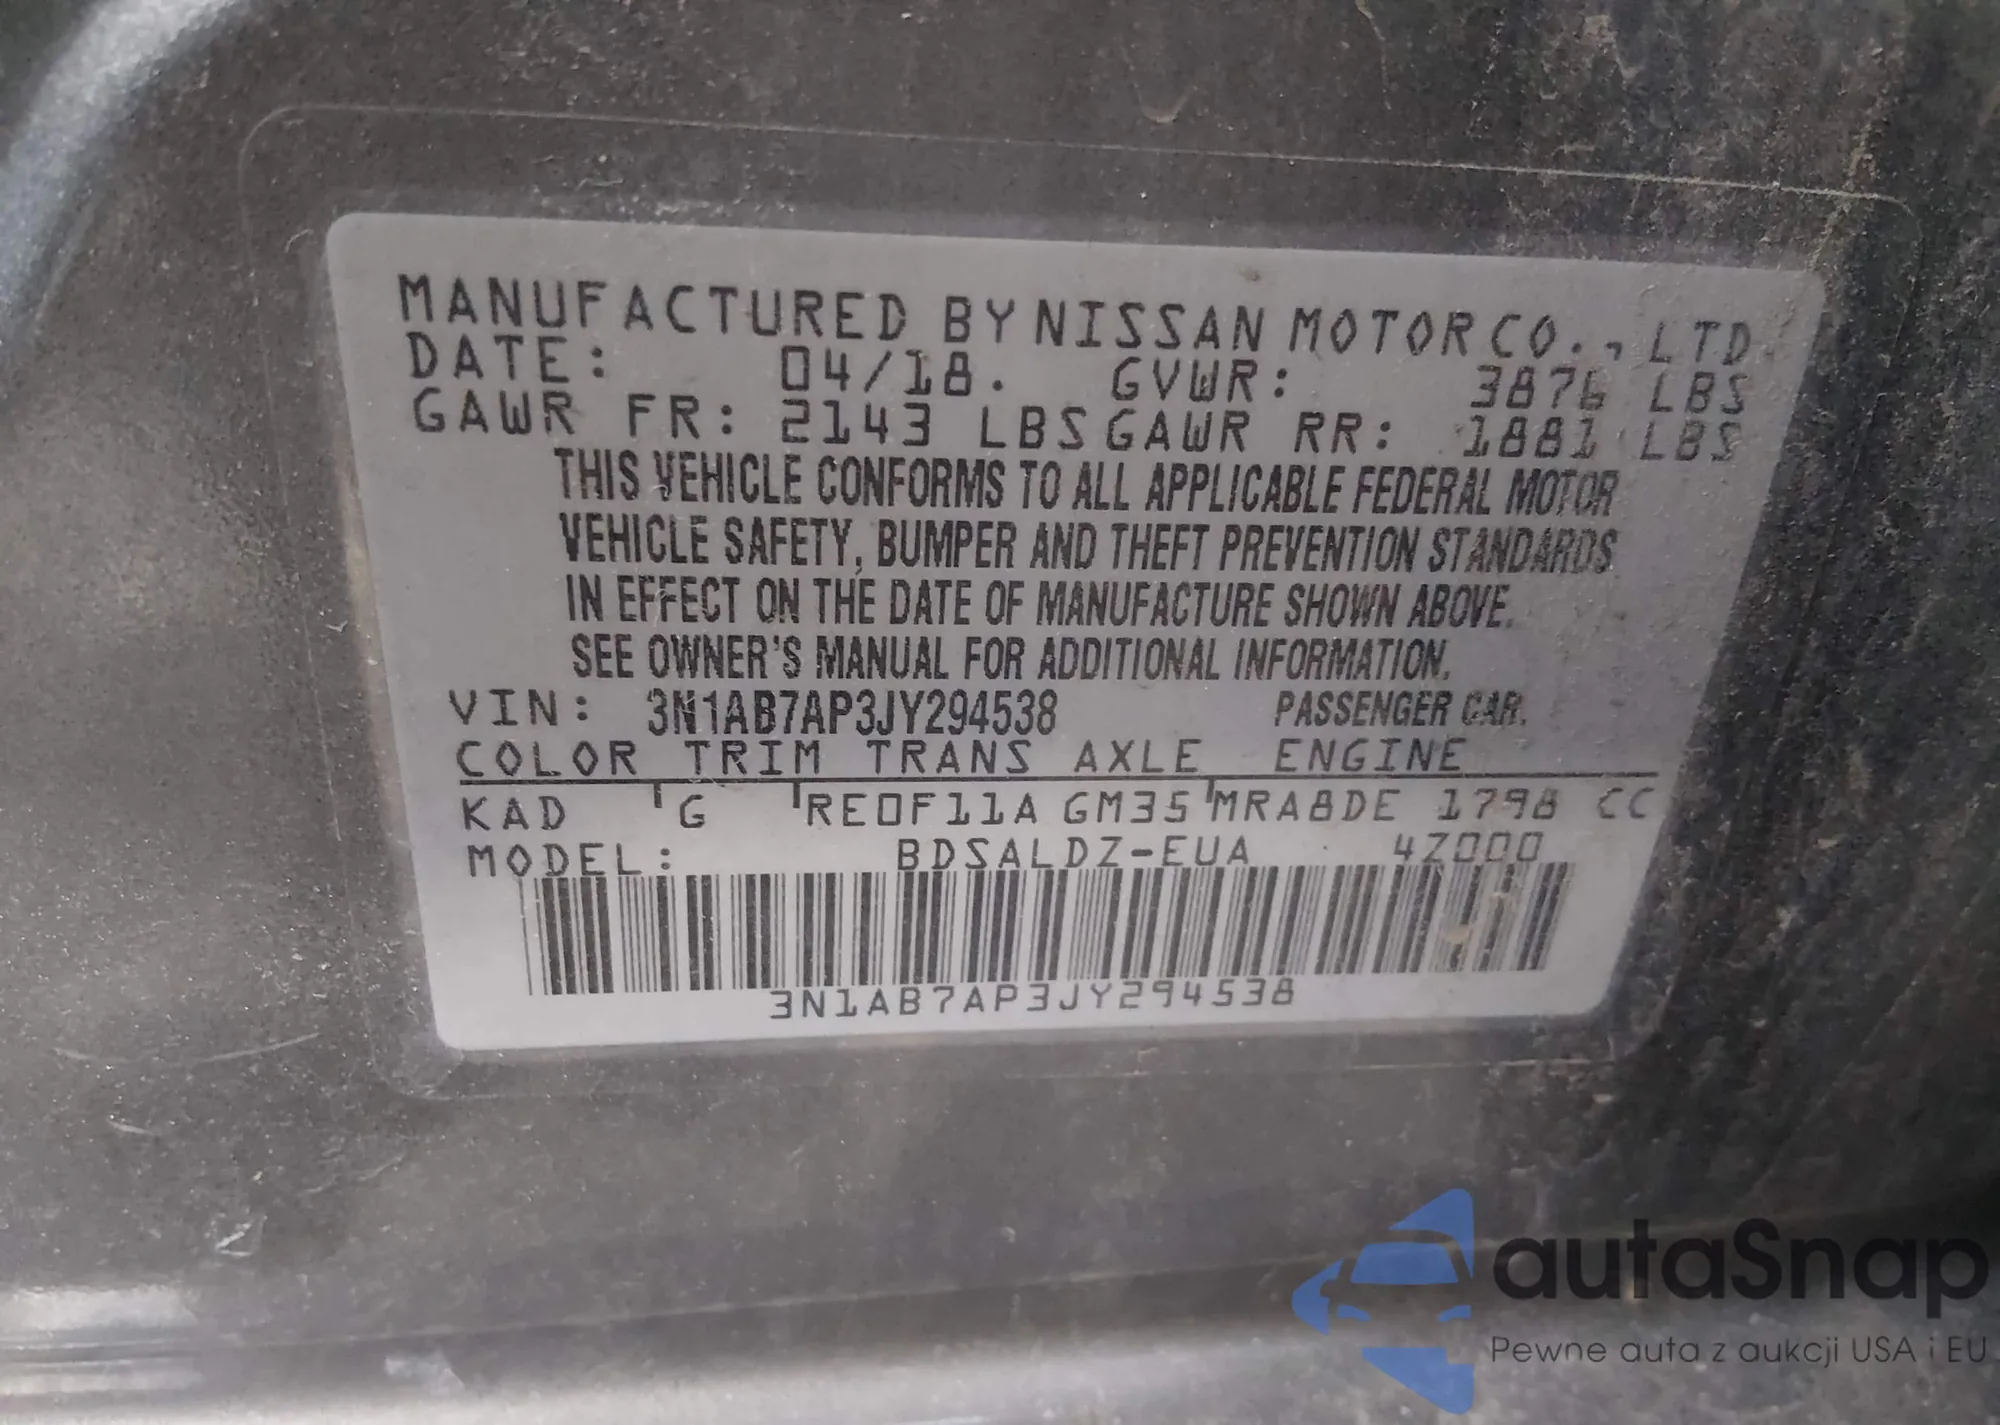 MANUFACTURED BY NISSAN MOTOR CO., LTD.
DATE: 04/18. GVWR: 3876 LBS
GAWR FR: 2143 LBS GAWR RR: 1881 LBS
THIS VEHICLE CONFORMS TO ALL APPLICABLE FEDERAL MOTOR
VEHICLE SAFETY, BUMPER AND THEFT PREVENTION STANDARDS
IN EFFECT ON THE DATE OF MANUFACTURE SHOWN ABOVE.
SEE OWNER'S MANUAL FOR ADDITIONAL INFORMATION.
VIN: 3N1AB7AP3JY294538 PASSENGER CAR.
COLOR TRIM TRANS AXLE ENGINE
KAD G RE0F11A GM35 MRA8DE 1798 CC
MODEL: BDSALDZ-EUA 4Z000
3N1AB7AP3JY294538
autaSnap
Pewne auta z aukcji USA i EU